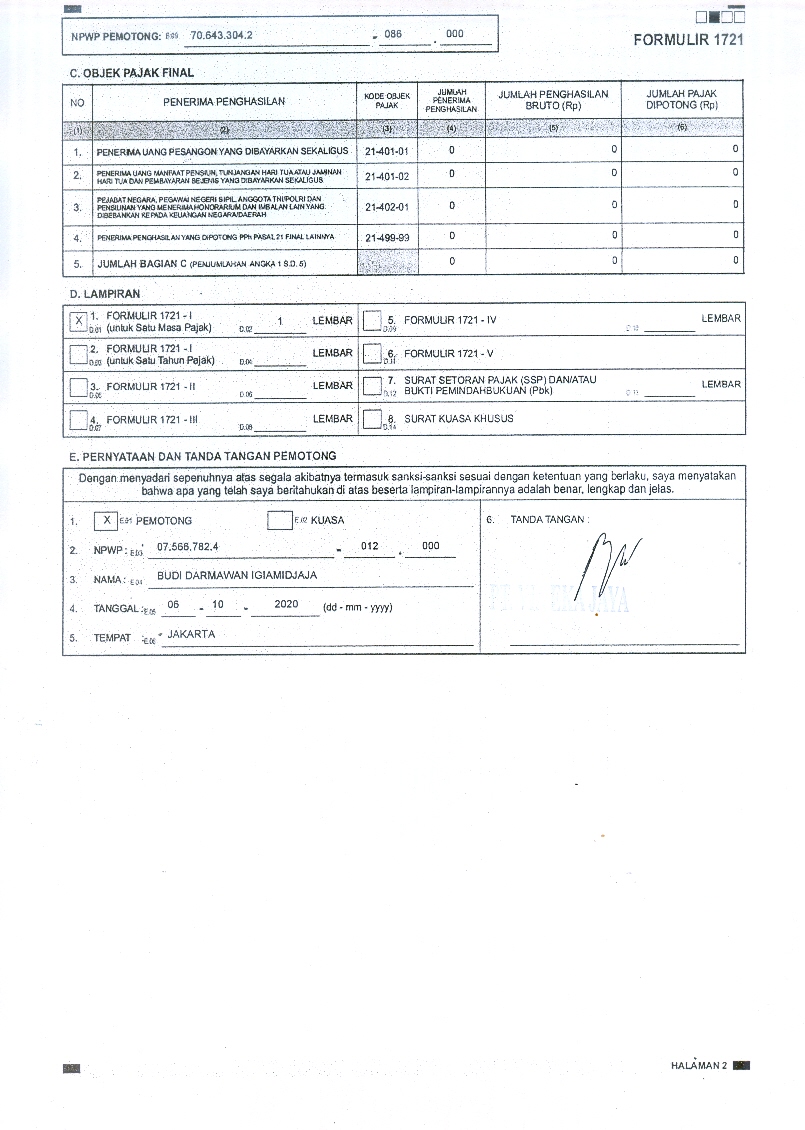 NPWP PEMOTONG: 70.643.304.2 - 086 . 000
FORMULIR 1721
C. OBJEK PAJAK FINAL
NO PENERIMA PENGHASILAN KODE OBJEK PAJAK JUMLAH PENERIMA PENGHASILAN JUMLAH PENGHASILAN BRUTO (Rp) JUMLAH PAJAK DIPOTONG (Rp)
(1) (2) (3) (4) (5) (6)
1. PENERIMA UANG PESANGON YANG DIBAYARKAN SEKALIGUS 21-401-01 0 0 0
2. PENERIMA UANG MANFAAT PENSIUN, TUNJANGAN HARI TUA ATAU JAMINAN
HARI TUA DAN PEMBAYARAN SEJENIS YANG DIBAYARKAN SEKALIGUS 21-401-02 0 0 0
3. PEJABAT NEGARA, PEGAWAI NEGERI SIPIL, ANGGOTA TNI/POLRI DAN
PENSIUNAN YANG MENERIMA HONORARIUM DAN IMBALAN LAIN YANG
DIBEBANKAN KEPADA KEUANGAN NEGARA/DAERAH 21-402-01 0 0 0
4. PENERIMA PENGHASILAN YANG DIPOTONG PPh PASAL 21 FINAL LAINNYA 21-499-99 0 0 0
5. JUMLAH BAGIAN C (PENJUMLAHAN ANGKA 1 S.D. 5) 0 0 0
D. LAMPIRAN
X D.01 1. FORMULIR 1721 - I
(untuk Satu Masa Pajak) D.02 1 LEMBAR
D.03 2. FORMULIR 1721 - I
(untuk Satu Tahun Pajak) D.04 LEMBAR
D.05 3. FORMULIR 1721 - II D.06 LEMBAR
D.07 4. FORMULIR 1721 - III D.08 LEMBAR
D.09 5. FORMULIR 1721 - IV LEMBAR
D.11 6. FORMULIR 1721 - V
D.12 7. SURAT SETORAN PAJAK (SSP) DAN/ATAU
BUKTI PEMINDAHBUKUAN (Pbk) LEMBAR
D.14 8. SURAT KUASA KHUSUS
E. PERNYATAAN DAN TANDA TANGAN PEMOTONG
Dengan menyadari sepenuhnya atas segala akibatnya termasuk sanksi-sanksi sesuai dengan ketentuan yang berlaku, saya menyatakan
bahwa apa yang telah saya beritahukan di atas beserta lampiran-lampirannya adalah benar, lengkap dan jelas.
1. X E.01 PEMOTONG E.02 KUASA
2. NPWP : E.03 07.566.782.4 - 012 . 000
3. NAMA : E.04 BUDI DARMAWAN IGIAMIDJAJA
4. TANGGAL : E.05 06 - 10 - 2020 (dd - mm - yyyy)
5. TEMPAT : E.06 JAKARTA
6. TANDA TANGAN :
HALAMAN 2